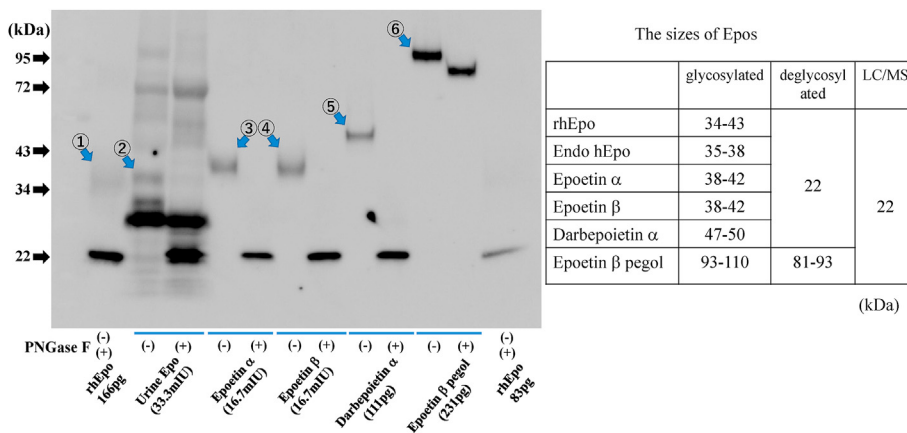 (kDa)
95
72
43
34
22
①
②
③ ④
⑤
⑥
PNGase F
(-)
(+)
(-) (+) (-) (+) (-) (+) (-) (+) (-) (+)
(-)
(+)
rhEpo
166pg
Urine Epo
(33.3mIU)
Epoetin α
(16.7mIU)
Epoetin β
(16.7mIU)
Darbepoietin α
(111pg)
Epoetin β pegol
(231pg)
rhEpo
83pg
The sizes of Epos
glycosylated deglycosyl LC/MS
ated
rhEpo 34-43
Endo hEpo 35-38
Epoetin α 38-42
22
Epoetin β 38-42
22
Darbepoietin α 47-50
Epoetin β pegol 93-110 81-93
(kDa)